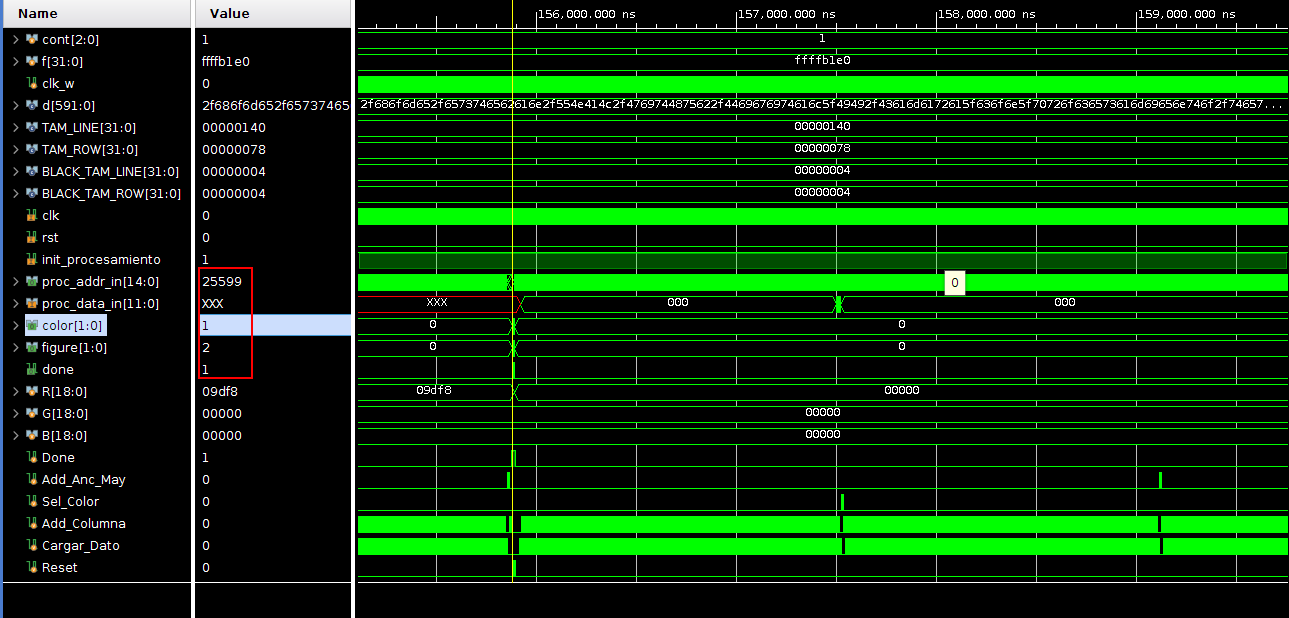 Name Value
156,000.000 ns 157,000.000 ns 158,000.000 ns 159,000.000 ns
cont[2:0] 1 1
f[31:0] ffffb1e0 ffffb1e0
clk_w 0
d[591:0] 2f686f6d652f65737465
TAM_LINE[31:0] 00000140 00000140
TAM_ROW[31:0] 00000078 00000078
BLACK_TAM_LINE[31:0] 00000004 00000004
BLACK_TAM_ROW[31:0] 00000004 00000004
clk 0
rst 0
init_procesamiento 1
proc_addr_in[14:0] 25599 0
proc_data_in[11:0] XXX XXX 000 000
color[1:0] 1 0 0
figure[1:0] 2 0 0
done 1
R[18:0] 09df8 09df8 00000
G[18:0] 00000 00000
B[18:0] 00000 00000
Done 1
Add_Anc_May 0
Sel_Color 0
Add_Columna 0
Cargar_Dato 0
Reset 0